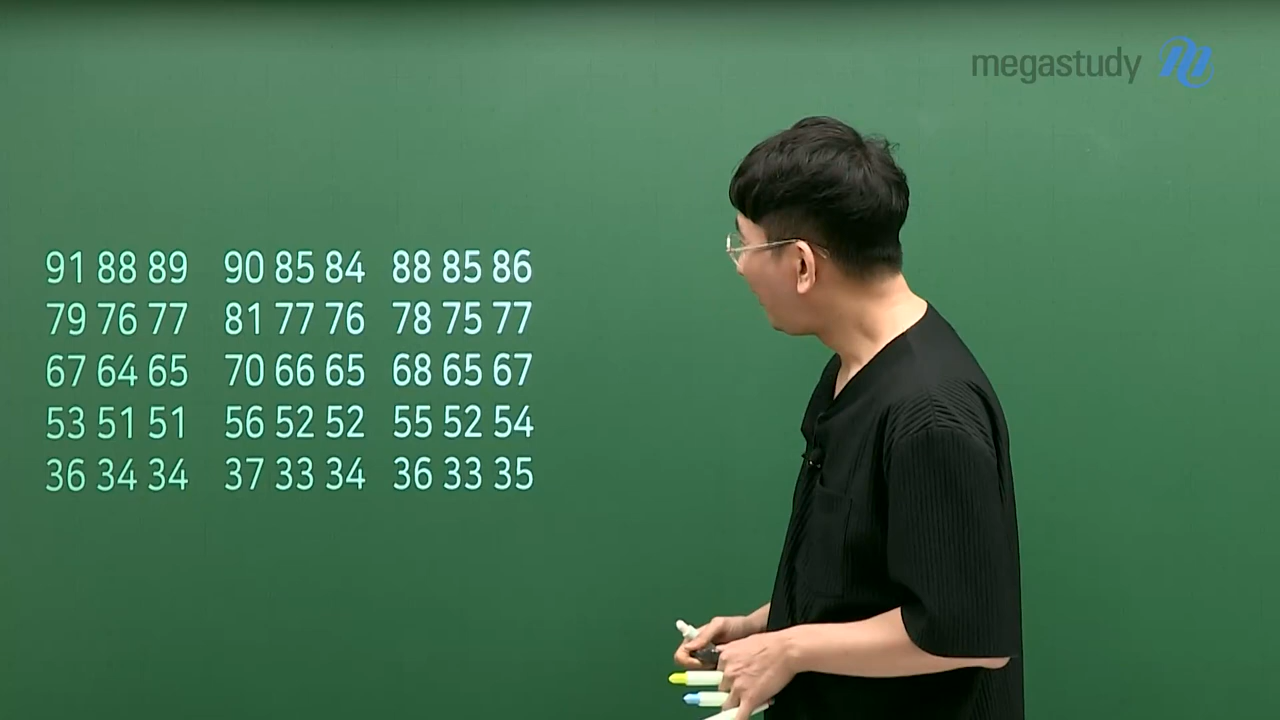 megastudy
91 88 89 90 85 84 88 85 86
79 76 77 81 77 76 78 75 77
67 64 65 70 66 65 68 65 67
53 51 51 56 52 52 55 52 54
36 34 34 37 33 34 36 33 35